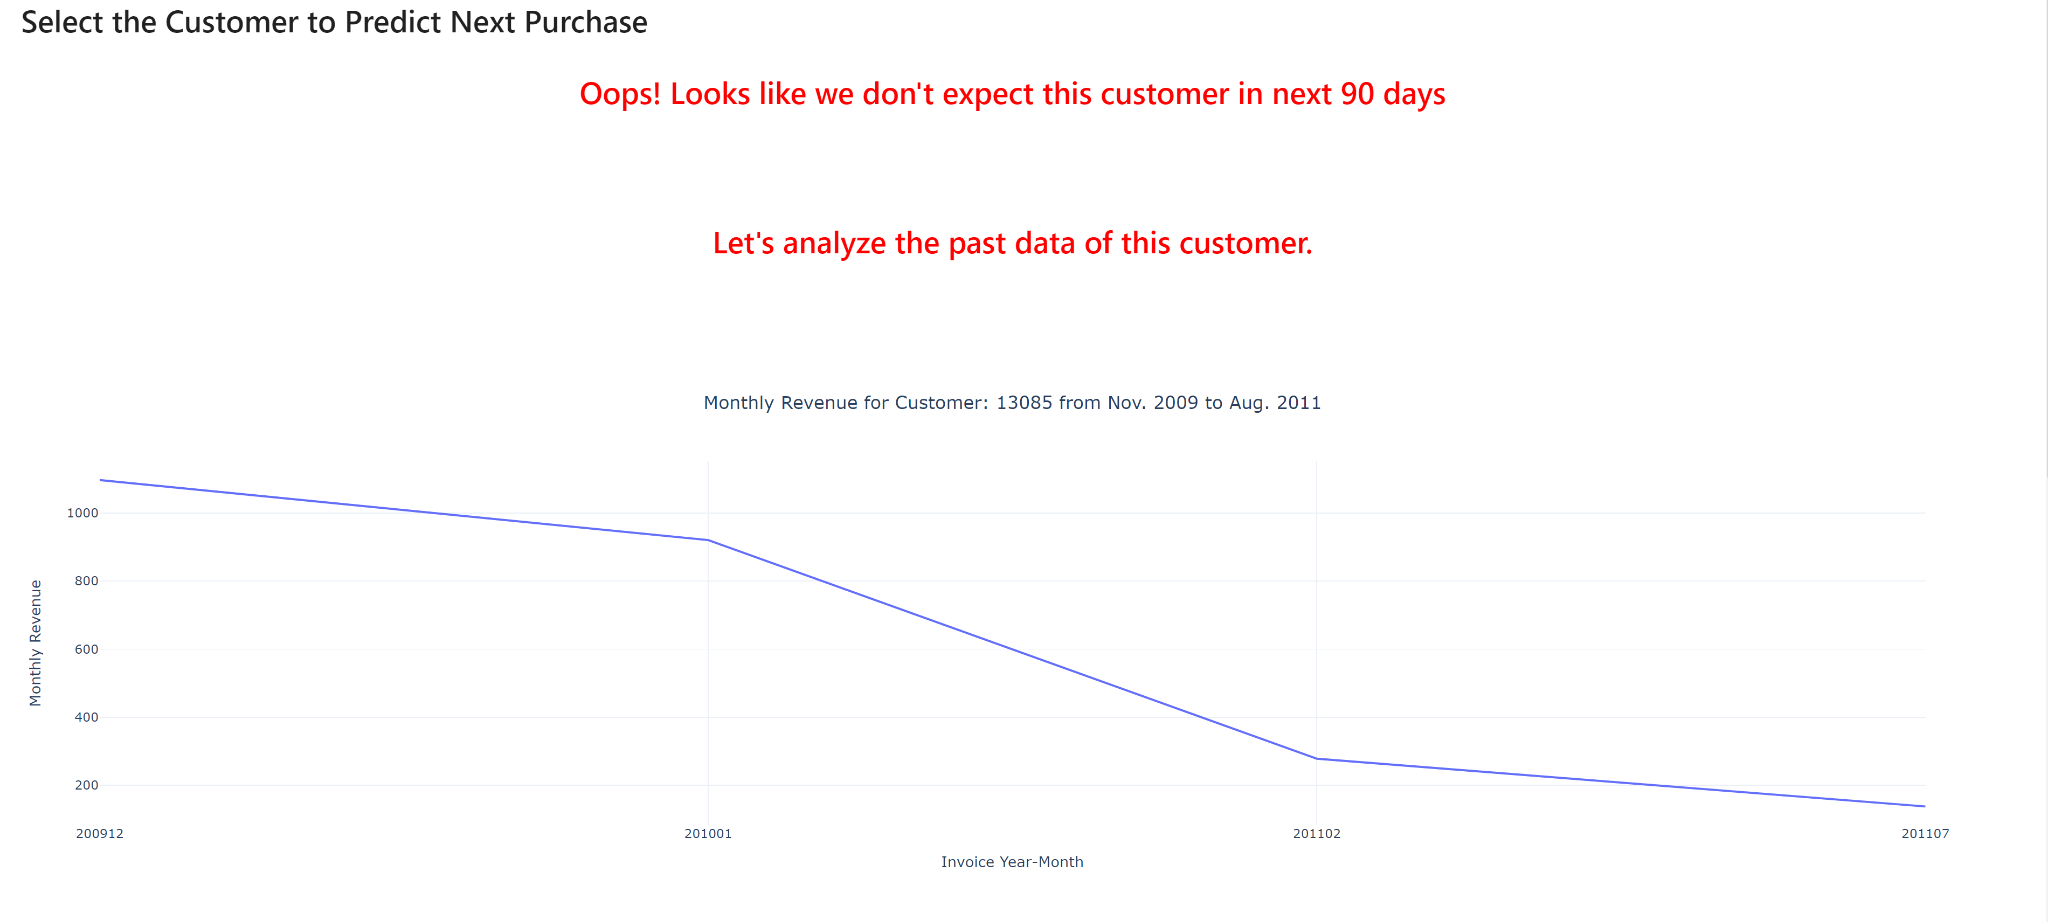 Select the Customer to Predict Next Purchase
Oops! Looks like we don't expect this customer in next 90 days
Let's analyze the past data of this customer.
Monthly Revenue for Customer: 13085 from Nov. 2009 to Aug. 2011
Monthly Revenue
1000
800
600
400
200
200912
201001
201102
201107
Invoice Year-Month